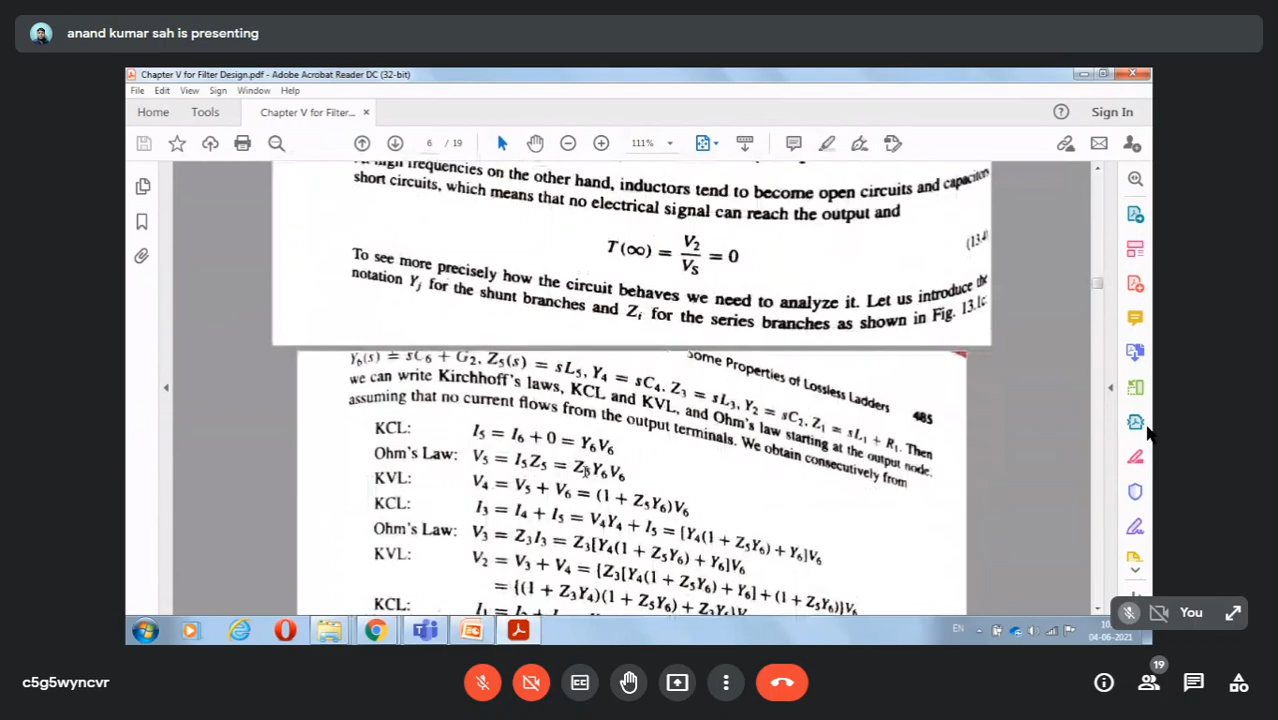 anand kumar sah is presenting
Chapter V for Filter Design.pdf - Adobe Acrobat Reader DC (32-bit)
File Edit View Sign Window Help
Home Tools Chapter V for Filter... × Sign In
6 / 19 111%
high frequencies on the other hand, inductors tend to become open circuits and capacitors
short circuits, which means that no electrical signal can reach the output and
T(∞) = V₂/V_S = 0 (13.4
To see more precisely how the circuit behaves we need to analyze it. Let us introduce the
notation Y_j for the shunt branches and Z_i for the series branches as shown in Fig. 13.1c.
Some Properties of Lossless Ladders 485
Y₆(s) = sC₆ + G₂, Z₅(s) = sL₅, Y₄ = sC₄, Z₃ = sL₃, Y₂ = sC₂, Z₁ = sL₁ + R₁. Then
we can write Kirchhoff's laws, KCL and KVL, and Ohm's law starting at the output node.
assuming that no current flows from the output terminals. We obtain consecutively from
KCL: I₅ = I₆ + 0 = Y₆V₆
Ohm's Law: V₅ = I₅Z₅ = Z₅Y₆V₆
KVL: V₄ = V₅ + V₆ = (1 + Z₅Y₆)V₆
KCL: I₃ = I₄ + I₅ = V₄Y₄ + I₅ = [Y₄(1 + Z₅Y₆) + Y₆]V₆
Ohm's Law: V₃ = Z₃I₃ = Z₃[Y₄(1 + Z₅Y₆) + Y₆]V₆
KVL: V₂ = V₃ + V₄ = {Z₃[Y₄(1 + Z₅Y₆) + Y₆] + (1 + Z₅Y₆)}V₆
= {(1 + Z₃Y₄)(1 + Z₅Y₆) + Z₃Y₆}V₆
KCL:
You
EN
04-06-2021
c5g5wyncvr
19